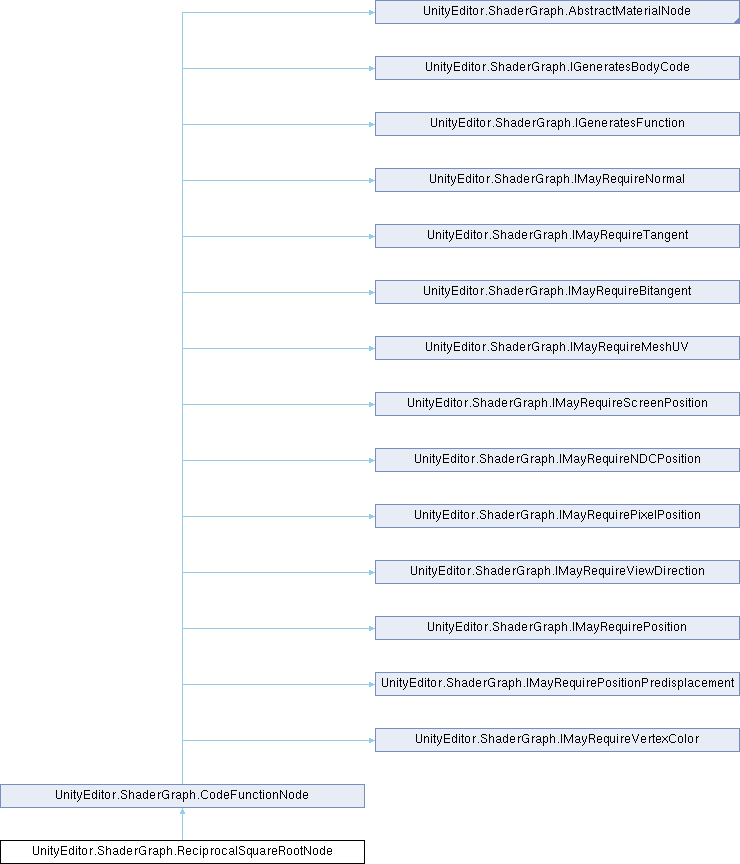 UnityEditor.ShaderGraph.AbstractMaterialNode
UnityEditor.ShaderGraph.IGeneratesBodyCode
UnityEditor.ShaderGraph.IGeneratesFunction
UnityEditor.ShaderGraph.IMayRequireNormal
UnityEditor.ShaderGraph.IMayRequireTangent
UnityEditor.ShaderGraph.IMayRequireBitangent
UnityEditor.ShaderGraph.IMayRequireMeshUV
UnityEditor.ShaderGraph.IMayRequireScreenPosition
UnityEditor.ShaderGraph.IMayRequireNDCPosition
UnityEditor.ShaderGraph.IMayRequirePixelPosition
UnityEditor.ShaderGraph.IMayRequireViewDirection
UnityEditor.ShaderGraph.IMayRequirePosition
UnityEditor.ShaderGraph.IMayRequirePositionPredisplacement
UnityEditor.ShaderGraph.IMayRequireVertexColor
UnityEditor.ShaderGraph.CodeFunctionNode
UnityEditor.ShaderGraph.ReciprocalSquareRootNode